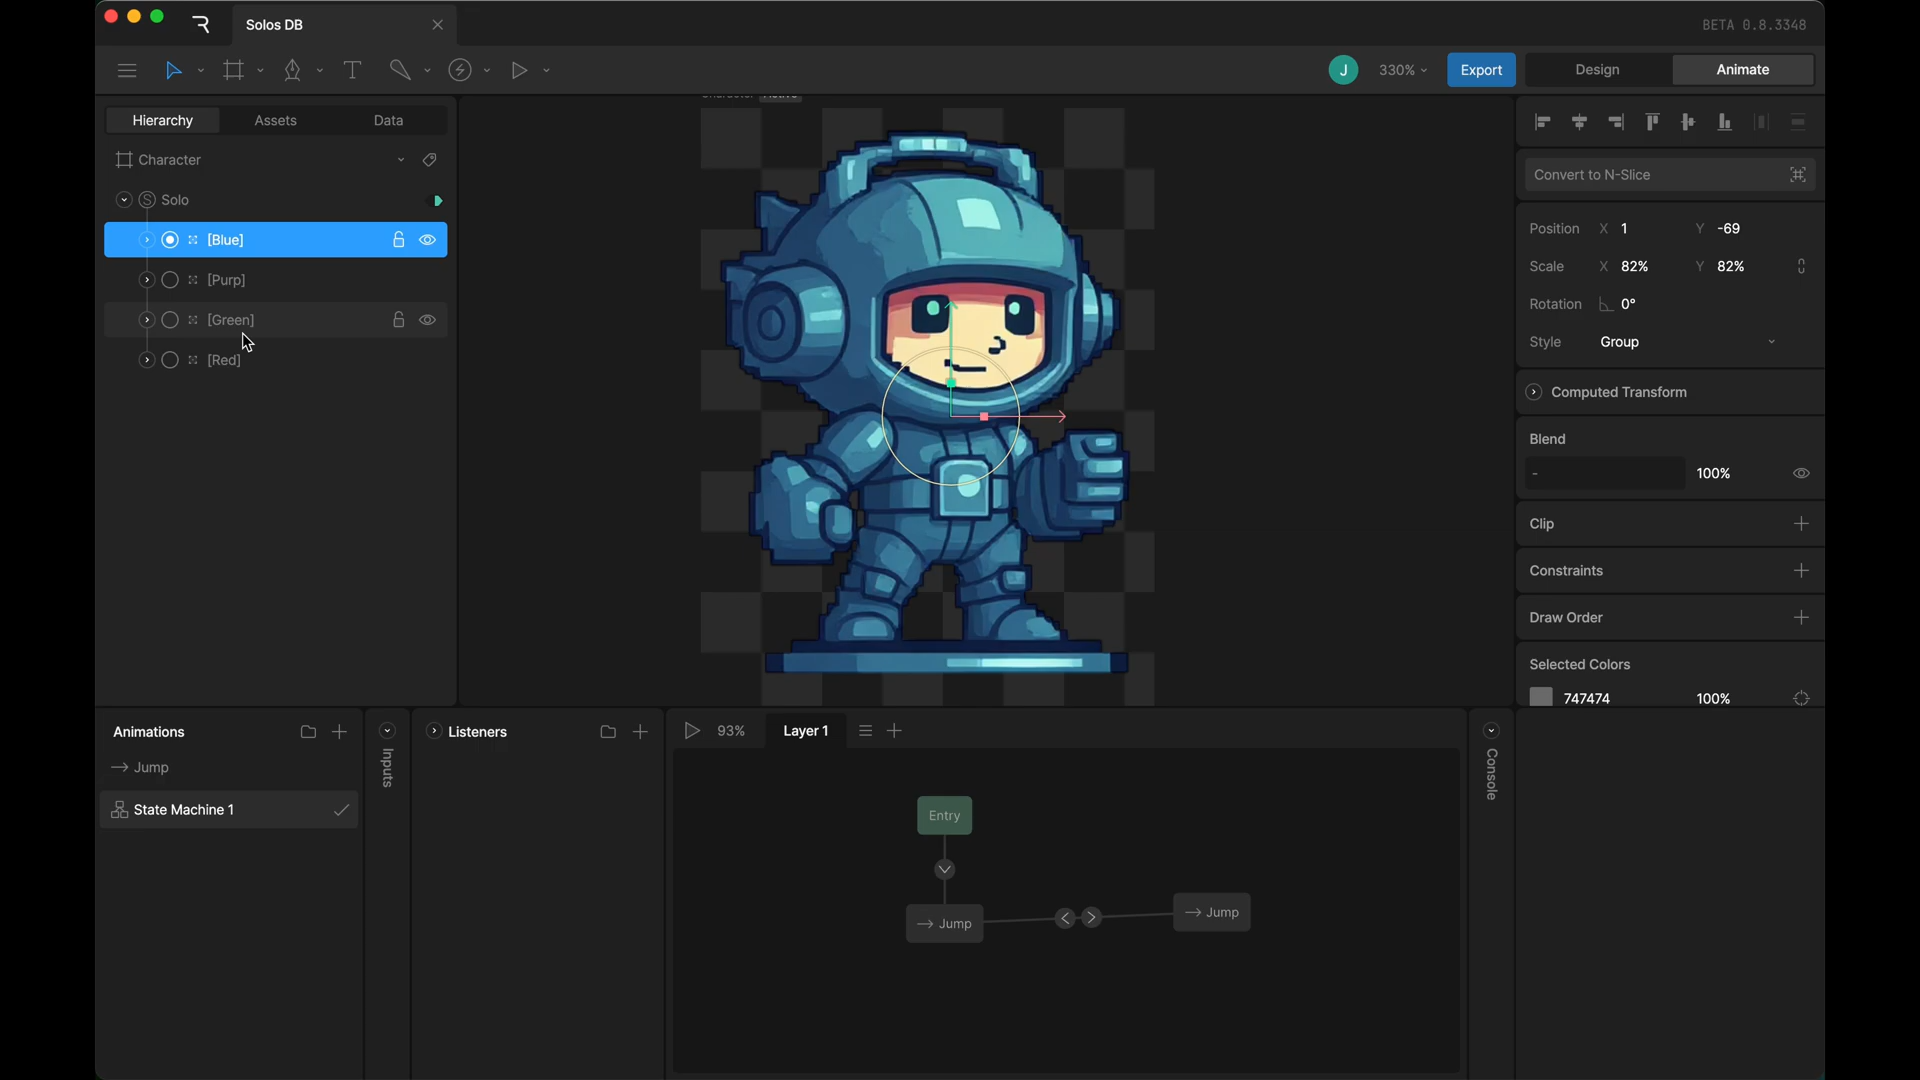 Solos DB
BETA 0.8.3348
J
330%
Export
Design
Animate
Hierarchy
Assets
Data
Character
Solo
[Blue]
[Purp]
[Green]
[Red]
Convert to N-Slice
Position X 1 Y -69
Scale X 82% Y 82%
Rotation 0°
Style Group
Computed Transform
Blend
- 100%
Clip
Constraints
Draw Order
Selected Colors
747474 100%
Animations
Jump
State Machine 1
Inputs
Listeners
93%
Layer 1
Entry
Jump
Jump
Console